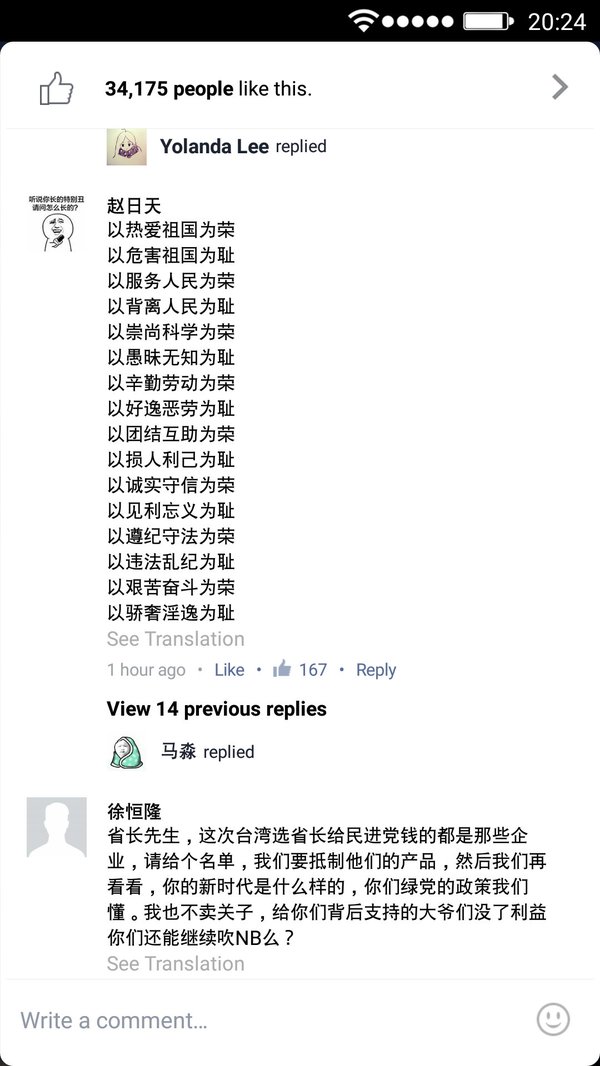 20:24
34,175 people like this.
Yolanda Lee replied
听说你长的特别丑
请问怎么长的?
赵日天
以热爱祖国为荣
以危害祖国为耻
以服务人民为荣
以背离人民为耻
以崇尚科学为荣
以愚昧无知为耻
以辛勤劳动为荣
以好逸恶劳为耻
以团结互助为荣
以损人利己为耻
以诚实守信为荣
以见利忘义为耻
以遵纪守法为荣
以违法乱纪为耻
以艰苦奋斗为荣
以骄奢淫逸为耻
See Translation
1 hour ago • Like • 167 • Reply
View 14 previous replies
马淼 replied
徐恒隆
省长先生，这次台湾选省长给民进党钱的都是那些企
业，请给个名单，我们要抵制他们的产品，然后我们再
看看，你的新时代是什么样的，你们绿党的政策我们
懂。我也不卖关子，给你们背后支持的大爷们没了利益
你们还能继续吹NB么？
See Translation
Write a comment...